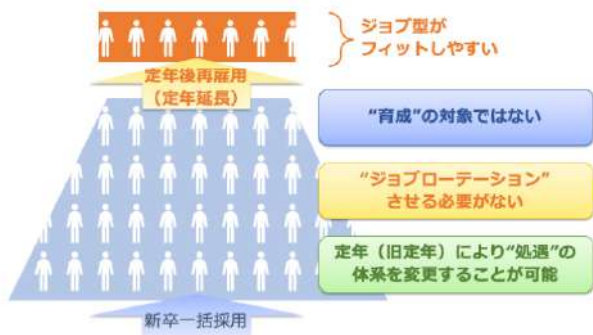 ジョブ型が
フィットしやすい
定年後再雇用
（定年延長）
“育成”の対象ではない
“ジョブローテーション”
させる必要がない
定年（旧定年）により“処遇”の
体系を変更することが可能
新卒一括採用